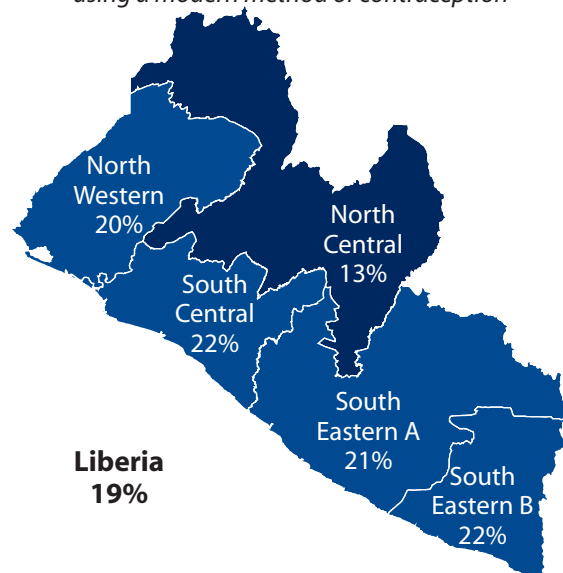 using a modern method of contraception
North
Western
20%
North
Central
13%
South
Central
22%
South
Eastern A
21%
Liberia
19%
South
Eastern B
22%